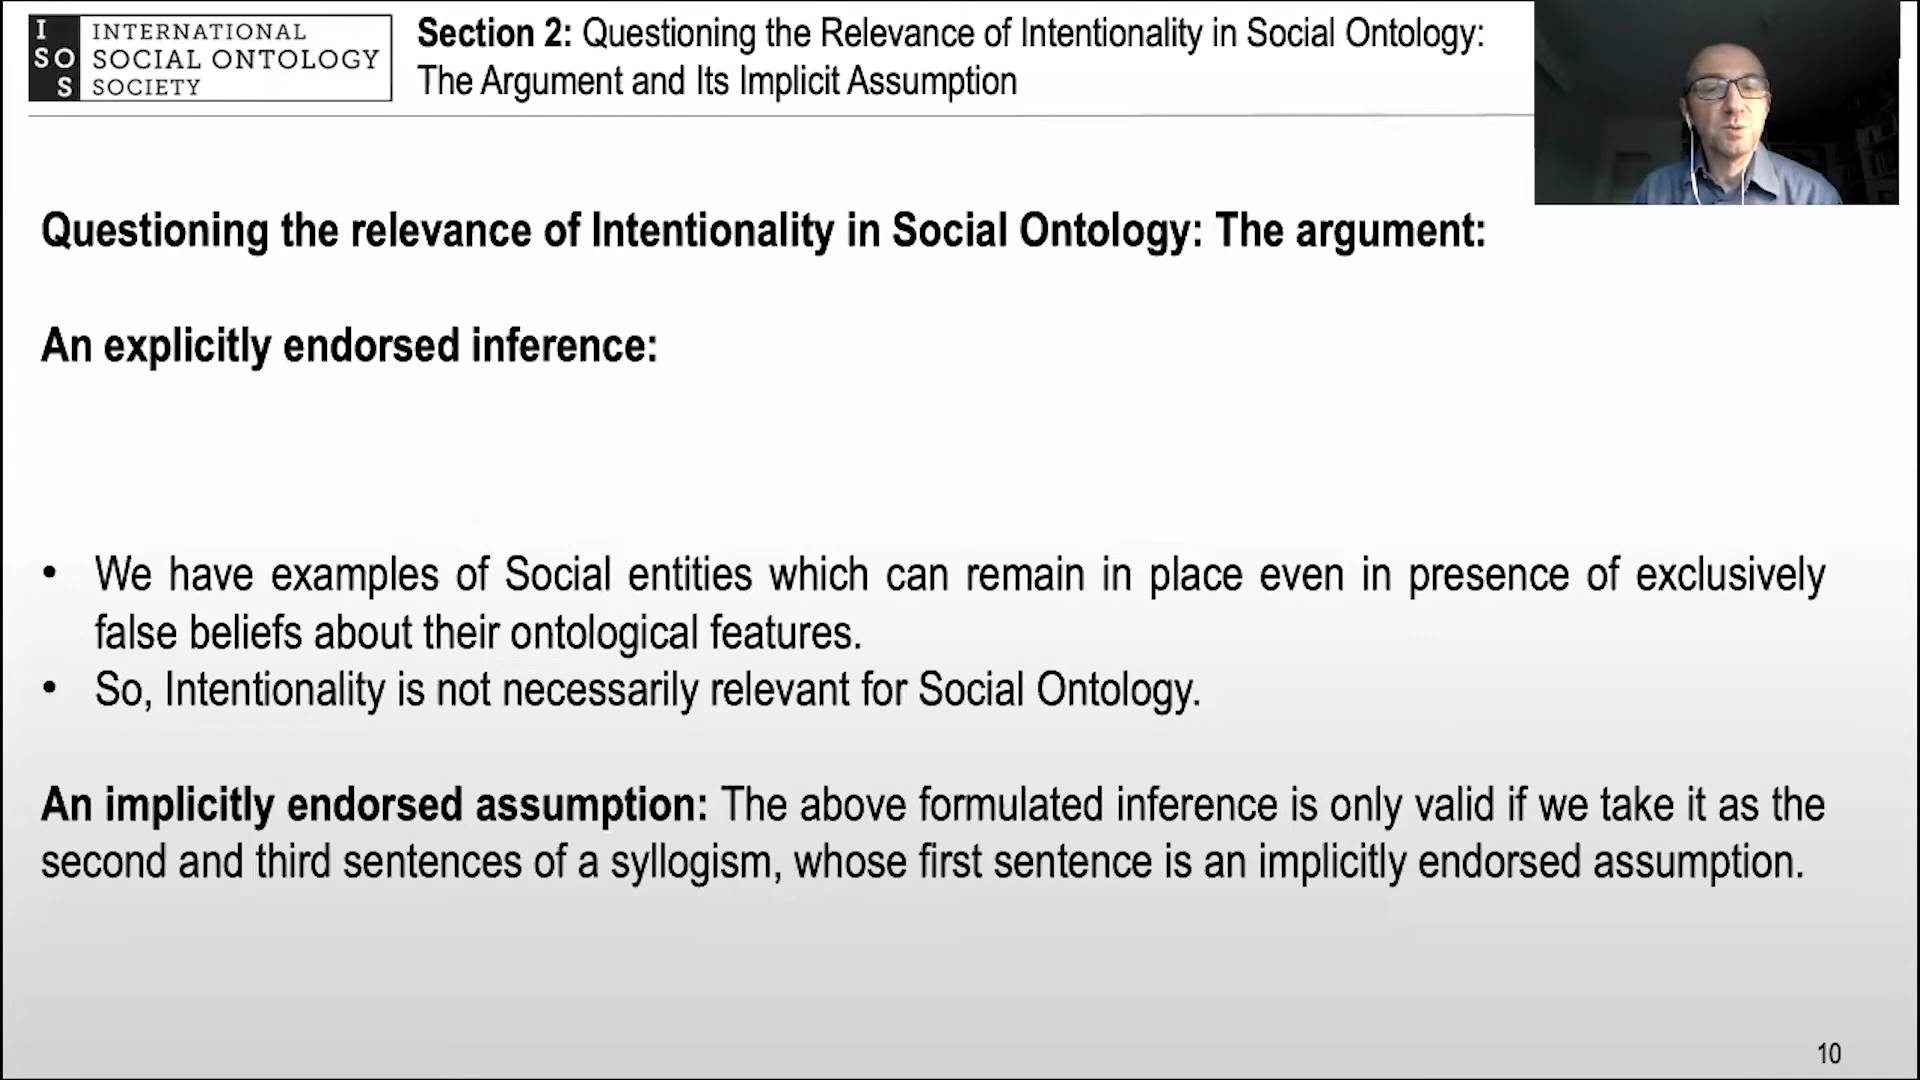 I
SO
S
INTERNATIONAL
SOCIAL ONTOLOGY
SOCIETY
Section 2: Questioning the Relevance of Intentionality in Social Ontology:
The Argument and Its Implicit Assumption
Questioning the relevance of Intentionality in Social Ontology: The argument:
An explicitly endorsed inference:
• We have examples of Social entities which can remain in place even in presence of exclusively
false beliefs about their ontological features.
• So, Intentionality is not necessarily relevant for Social Ontology.
An implicitly endorsed assumption: The above formulated inference is only valid if we take it as the
second and third sentences of a syllogism, whose first sentence is an implicitly endorsed assumption.
10